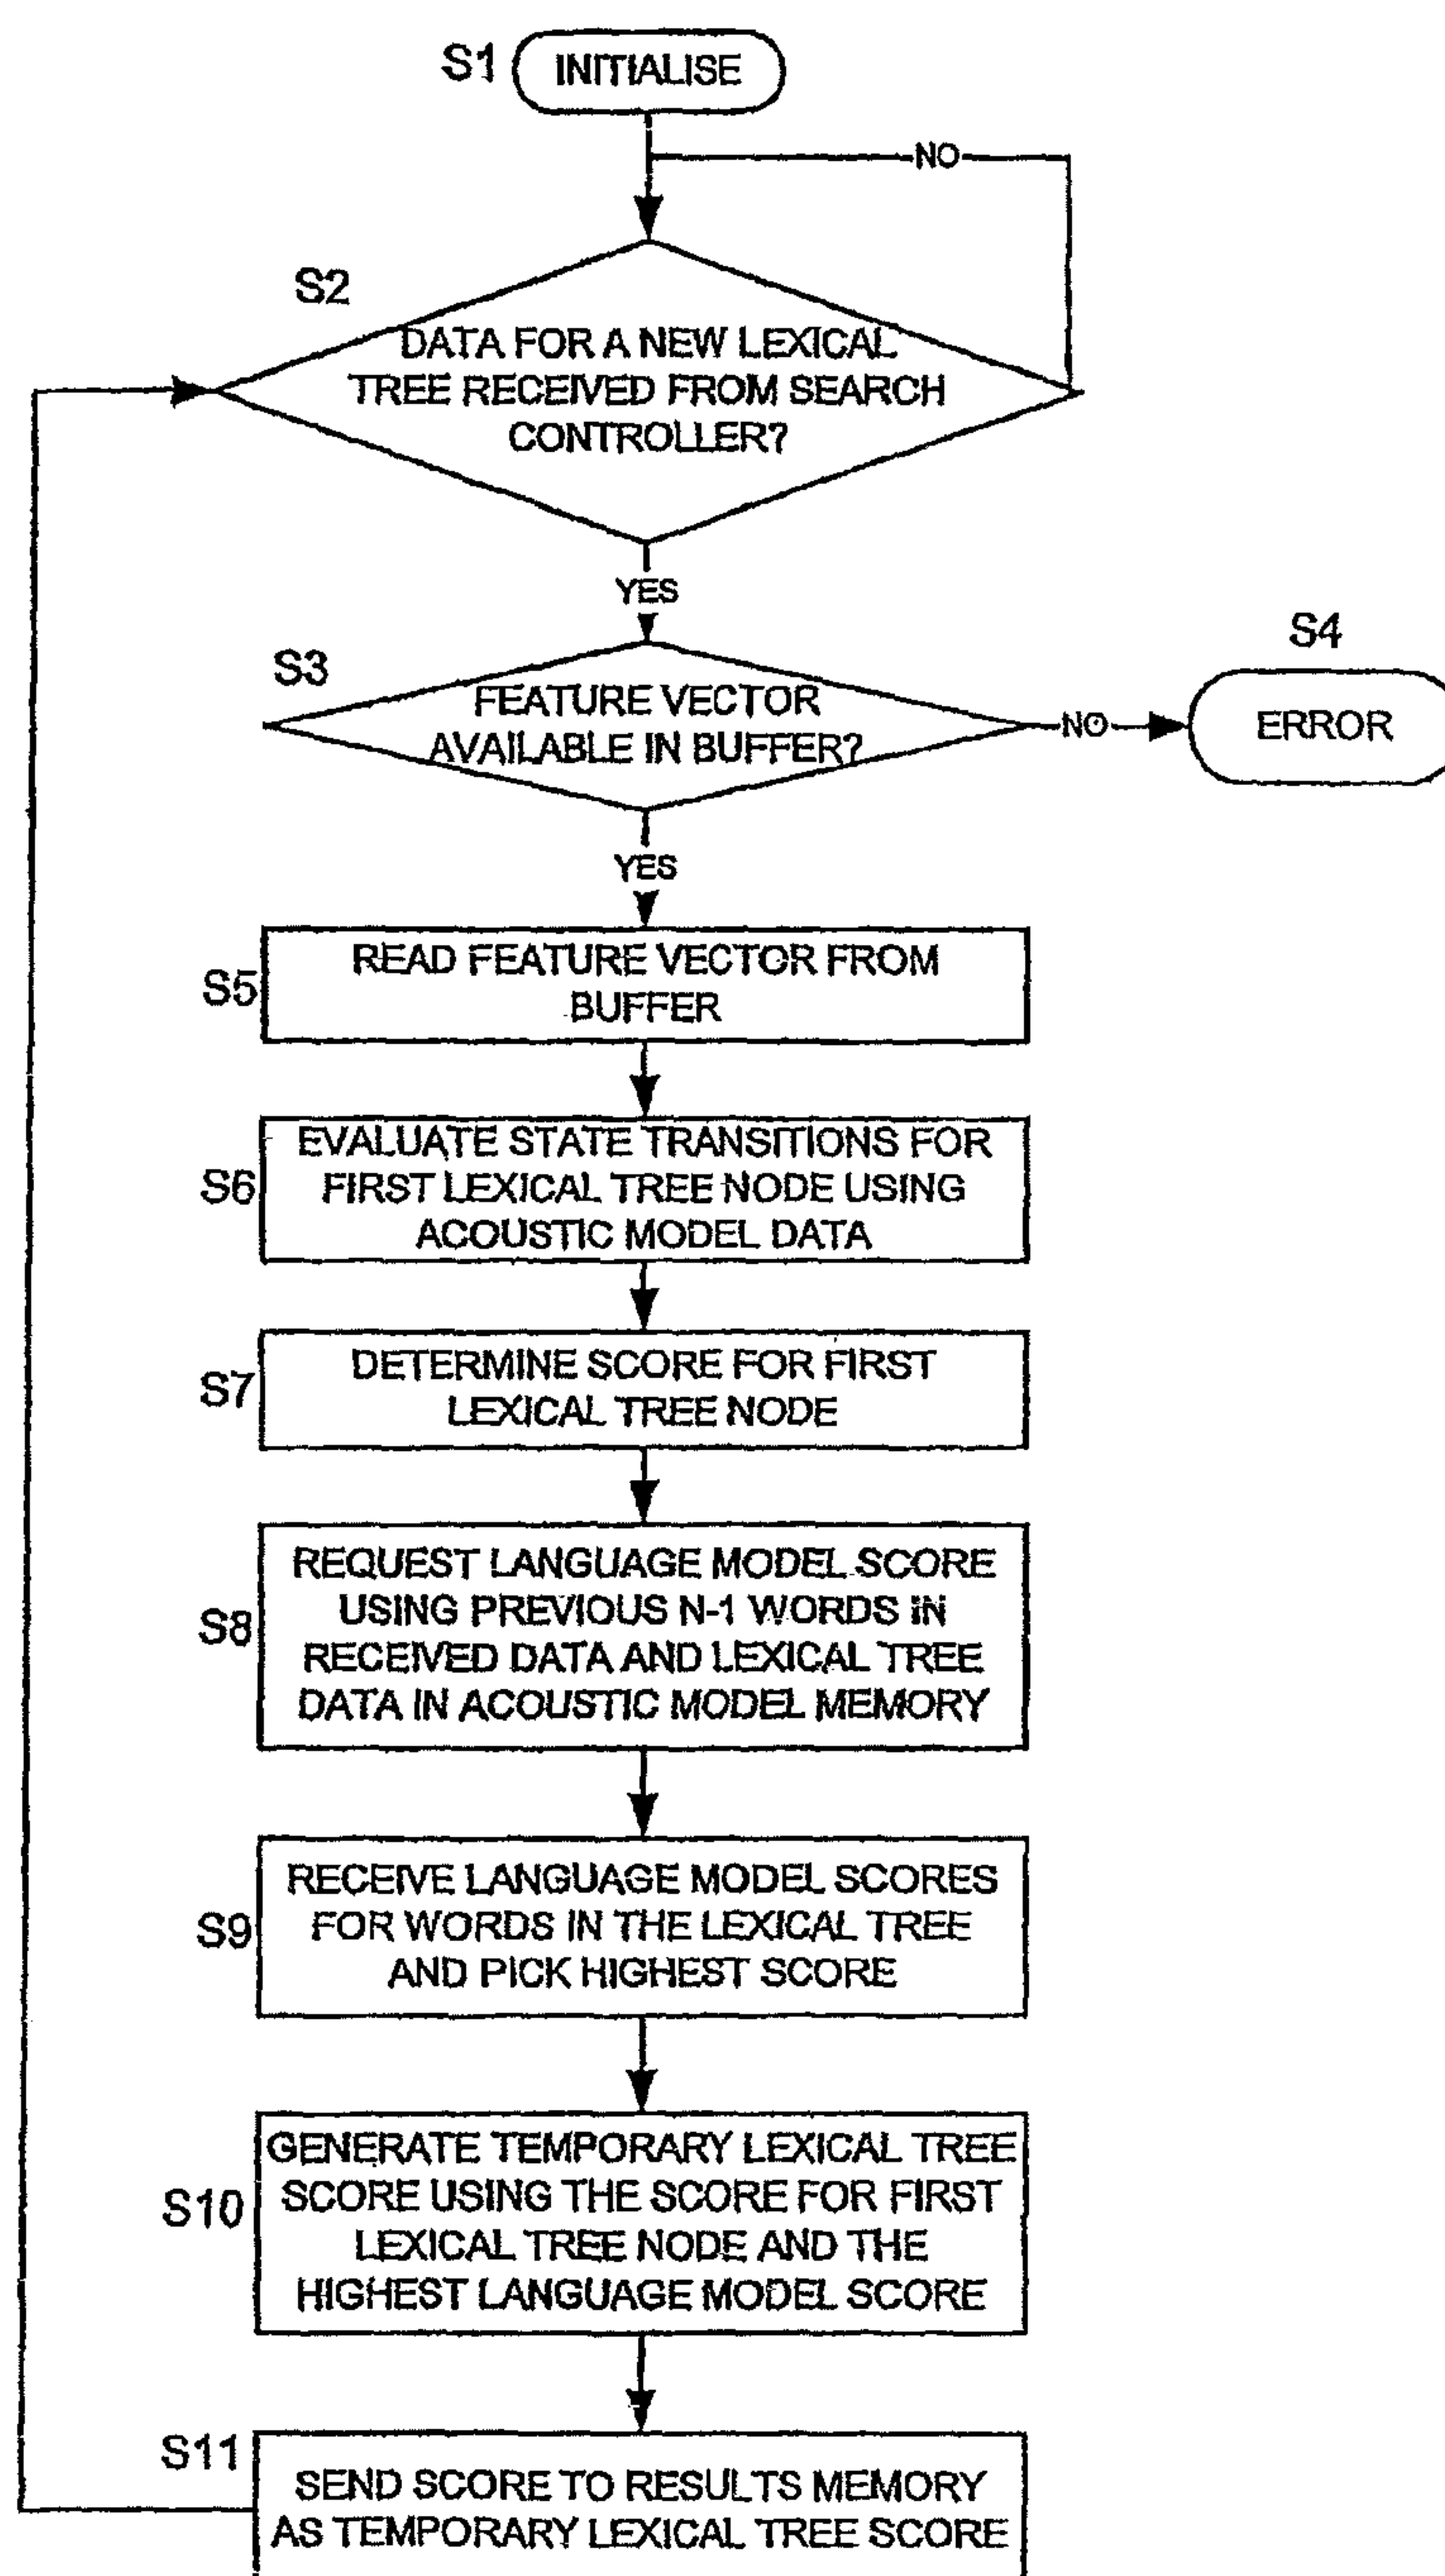 S1
INITIALISE
NO
S2
DATA FOR A NEW LEXICAL
TREE RECEIVED FROM SEARCH
CONTROLLER?
YES
S3
FEATURE VECTOR
AVAILABLE IN BUFFER?
NO
S4
ERROR
YES
S5
READ FEATURE VECTOR FROM
BUFFER
S6
EVALUATE STATE TRANSITIONS FOR
FIRST LEXICAL TREE NODE USING
ACOUSTIC MODEL DATA
S7
DETERMINE SCORE FOR FIRST
LEXICAL TREE NODE
S8
REQUEST LANGUAGE MODEL SCORE
USING PREVIOUS N-1 WORDS IN
RECEIVED DATA AND LEXICAL TREE
DATA IN ACOUSTIC MODEL MEMORY
S9
RECEIVE LANGUAGE MODEL SCORES
FOR WORDS IN THE LEXICAL TREE
AND PICK HIGHEST SCORE
S10
GENERATE TEMPORARY LEXICAL TREE
SCORE USING THE SCORE FOR FIRST
LEXICAL TREE NODE AND THE
HIGHEST LANGUAGE MODEL SCORE
S11
SEND SCORE TO RESULTS MEMORY
AS TEMPORARY LEXICAL TREE SCORE